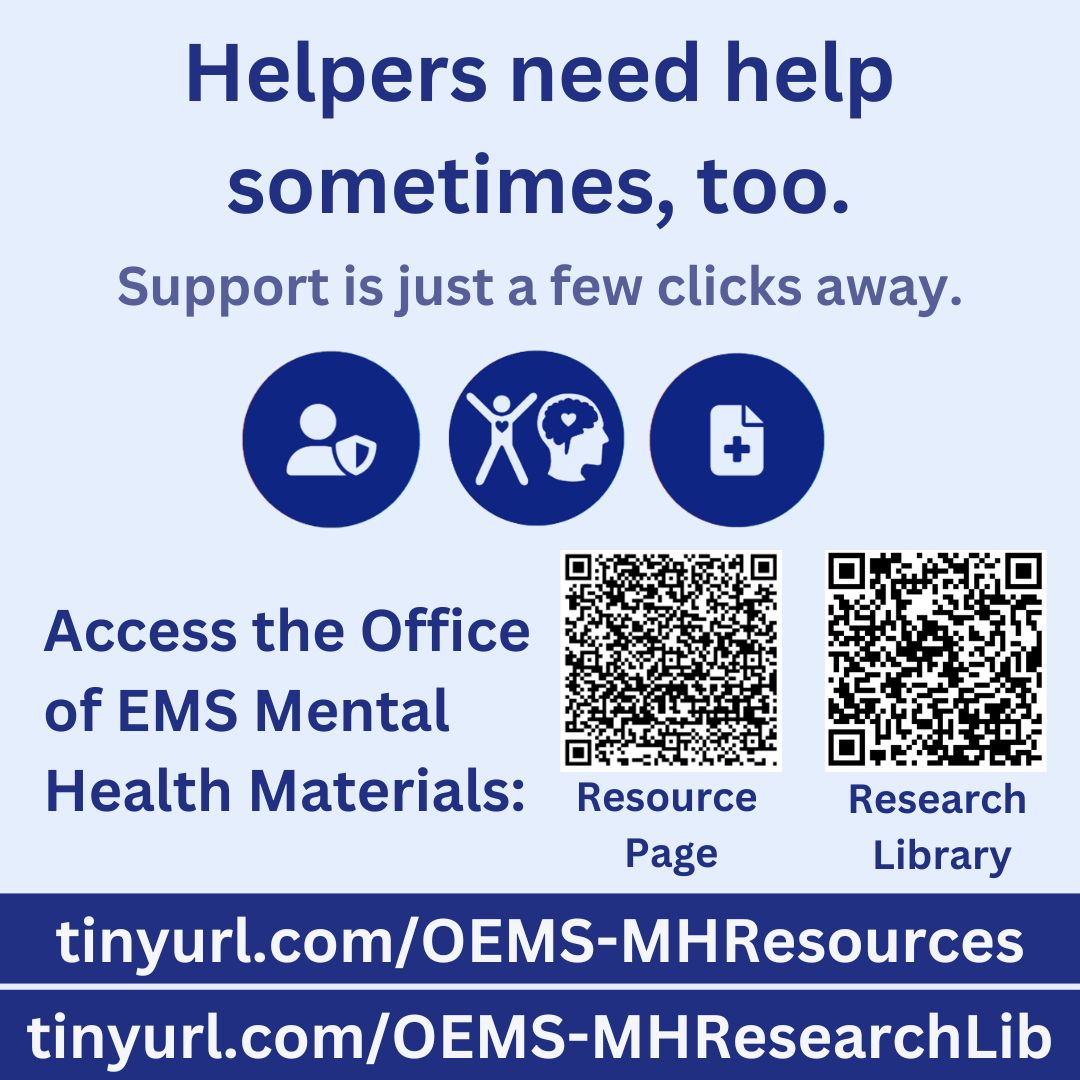 Helpers need help
sometimes, too.
Support is just a few clicks away.
Access the Office
of EMS Mental
Health Materials:
Resource
Page
Research
Library
tinyurl.com/OEMS-MHResources
tinyurl.com/OEMS-MHResearchLib